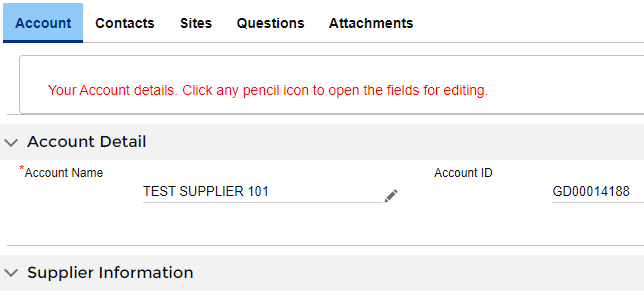 Account Contacts Sites Questions Attachments
Your Account details. Click any pencil icon to open the fields for editing.
Account Detail
*Account Name Account ID
TEST SUPPLIER 101 GD00014188
Supplier Information